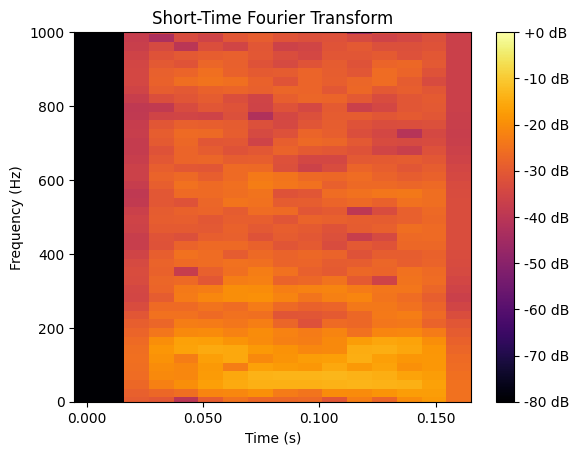 Short-Time Fourier Transform
1000
800
600
400
200
0
Frequency (Hz)
0.000
0.050
0.100
0.150
Time (s)
+0 dB
-10 dB
-20 dB
-30 dB
-40 dB
-50 dB
-60 dB
-70 dB
-80 dB